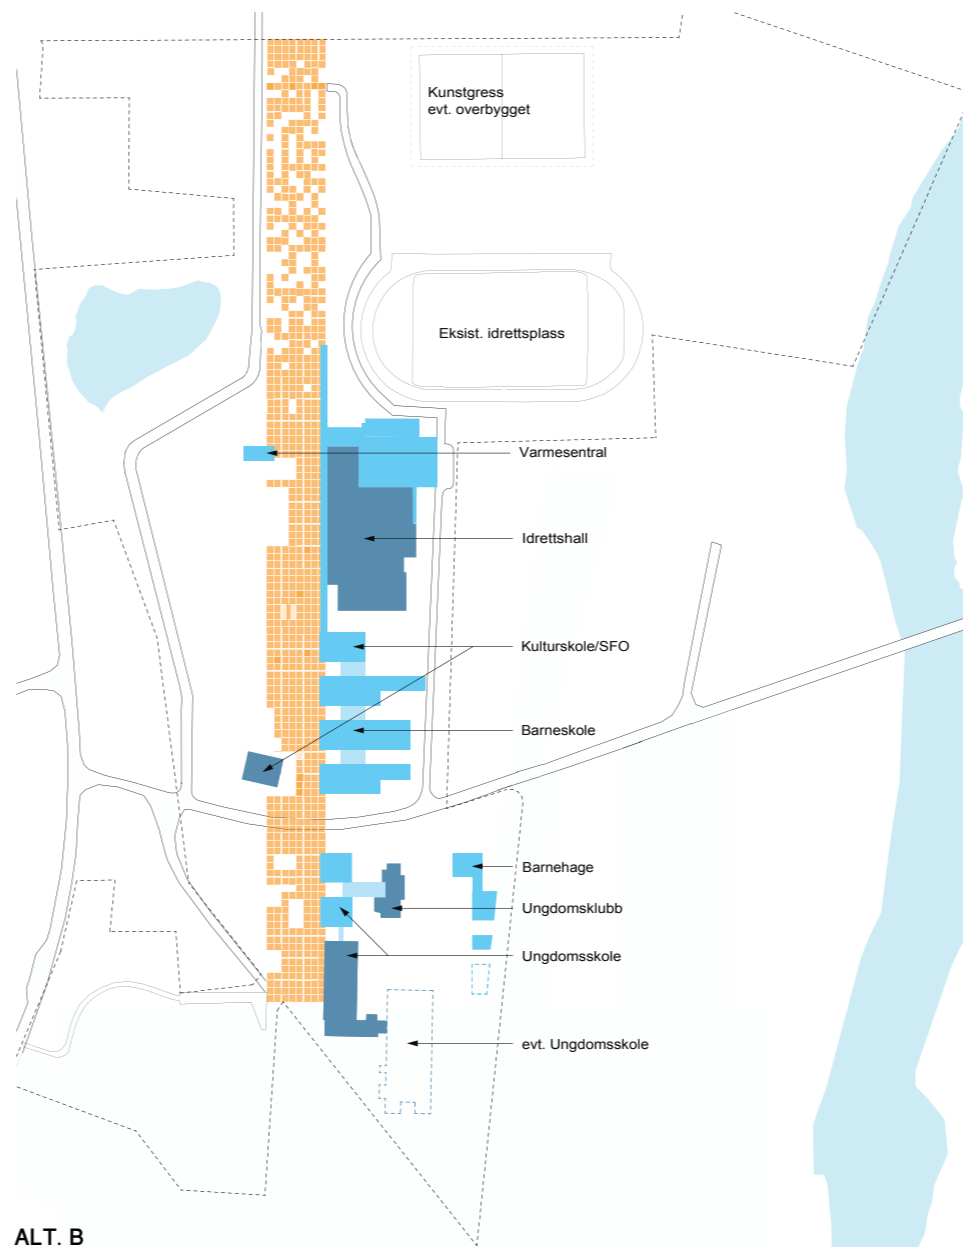 Kunstgress
evt. overbygget
Eksist. idrettsplass
Varmesentral
Idrettshall
Kulturskole/SFO
Barneskole
Barnehage
Ungdomsklubb
Ungdomsskole
evt. Ungdomsskole
ALT. B